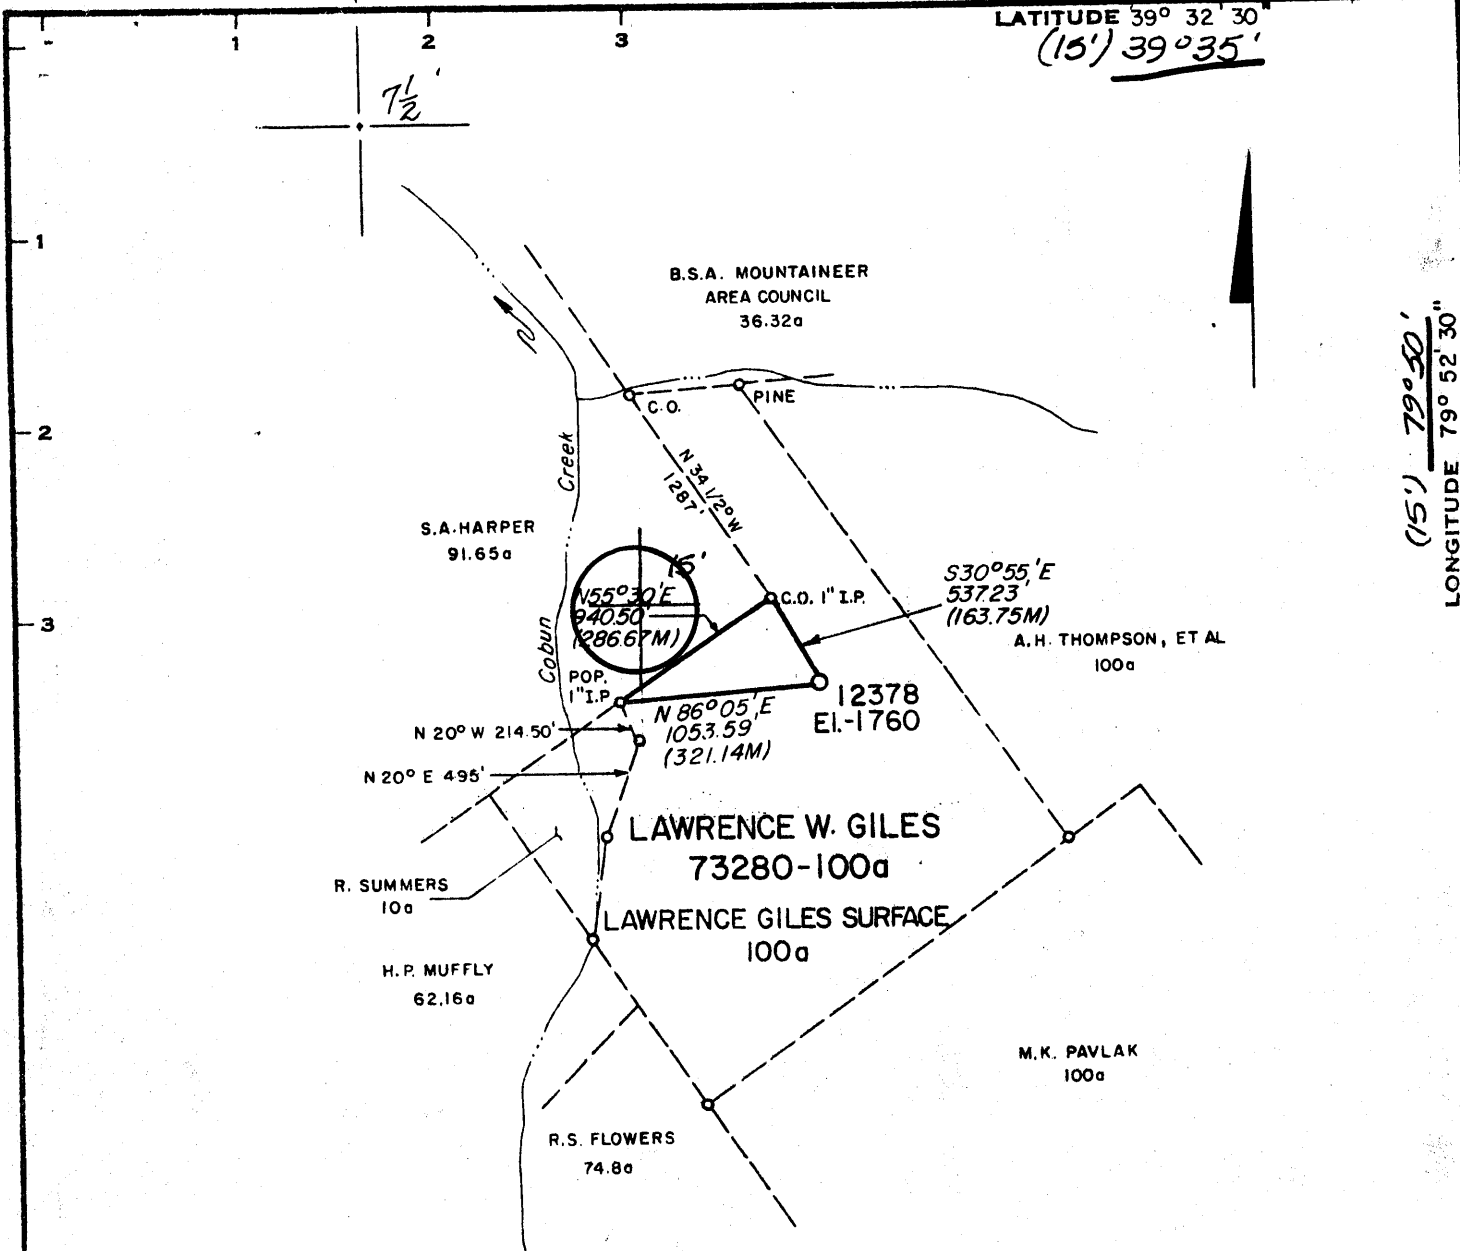 LATITUDE 39° 32' 30"
(15') 39°35'
1
2
3
7½'
1
2
3
B.S.A. MOUNTAINEER
AREA COUNCIL
36.32a
(15') 79°50'
LONGITUDE 79° 52' 30"
C.O.
PINE
Cobun Creek
N 34 1/2° W
1287'
S.A. HARPER
91.65a
15'
N55°30'E
940.50'
(286.67M)
C.O. 1" I.P.
S30°55'E
537.23'
(163.75M)
A.H. THOMPSON, ET AL
100a
POP.
1" I.P.
12378
El.-1760
N 86°05'E
1053.59'
(321.14M)
N 20° W 214.50'
N 20° E 495'
LAWRENCE W. GILES
73280-100a
R. SUMMERS
10a
LAWRENCE GILES SURFACE
100a
H.P. MUFFLY
62.16a
M.K. PAVLAK
100a
R.S. FLOWERS
74.8a